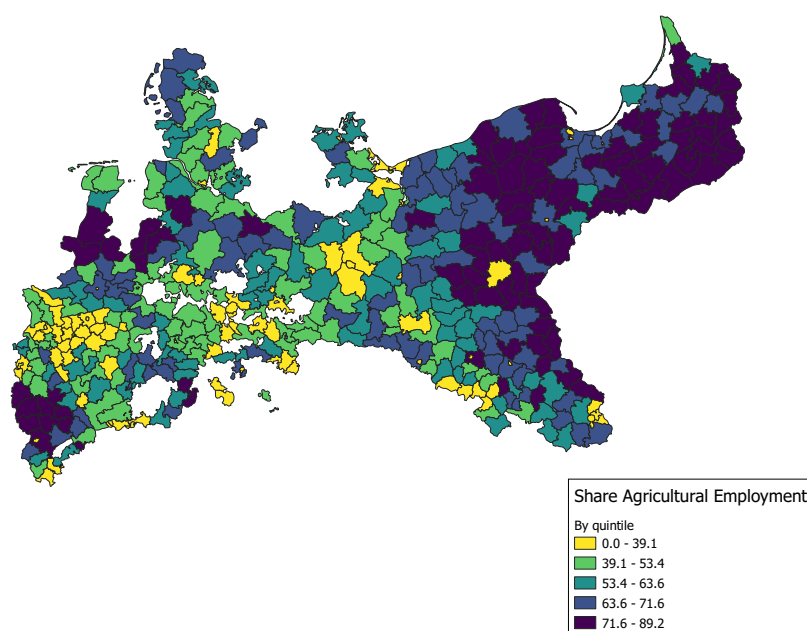 Share Agricultural Employment
By quintile
0.0 - 39.1
39.1 - 53.4
53.4 - 63.6
63.6 - 71.6
71.6 - 89.2